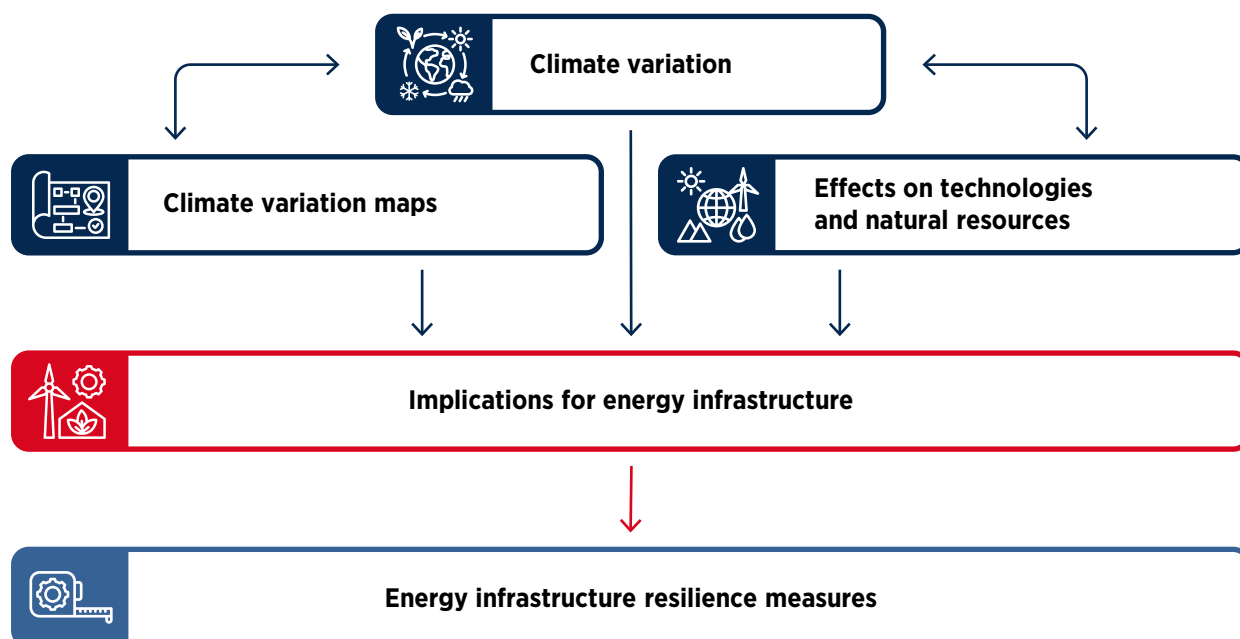 Climate variation
Climate variation maps
Effects on technologies
and natural resources
Implications for energy infrastructure
Energy infrastructure resilience measures